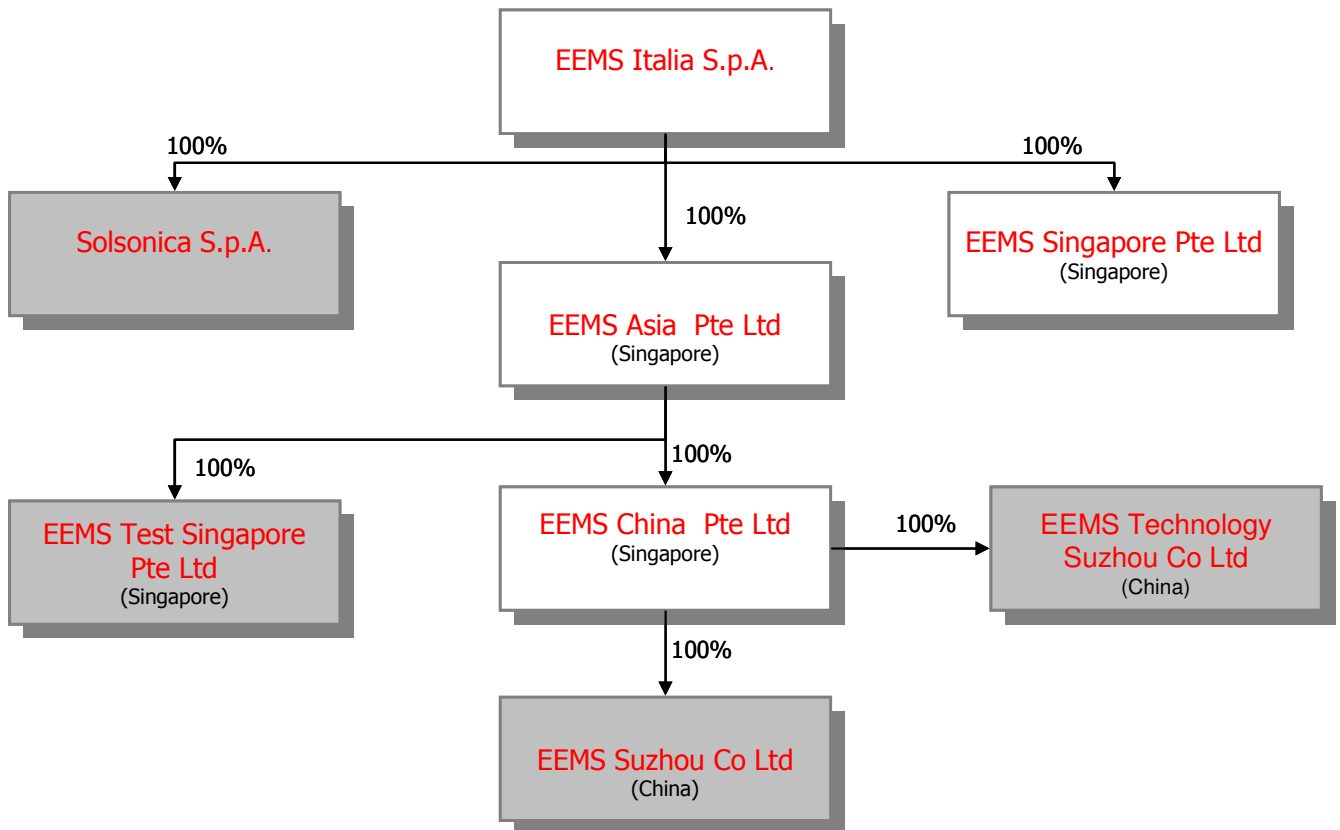 EEMS Italia S.p.A.
100%
100%
Solsonica S.p.A.
100%
EEMS Singapore Pte Ltd
(Singapore)
EEMS Asia Pte Ltd
(Singapore)
100%
100%
EEMS Test Singapore
Pte Ltd
(Singapore)
EEMS China Pte Ltd
(Singapore)
100%
EEMS Technology
Suzhou Co Ltd
(China)
100%
EEMS Suzhou Co Ltd
(China)